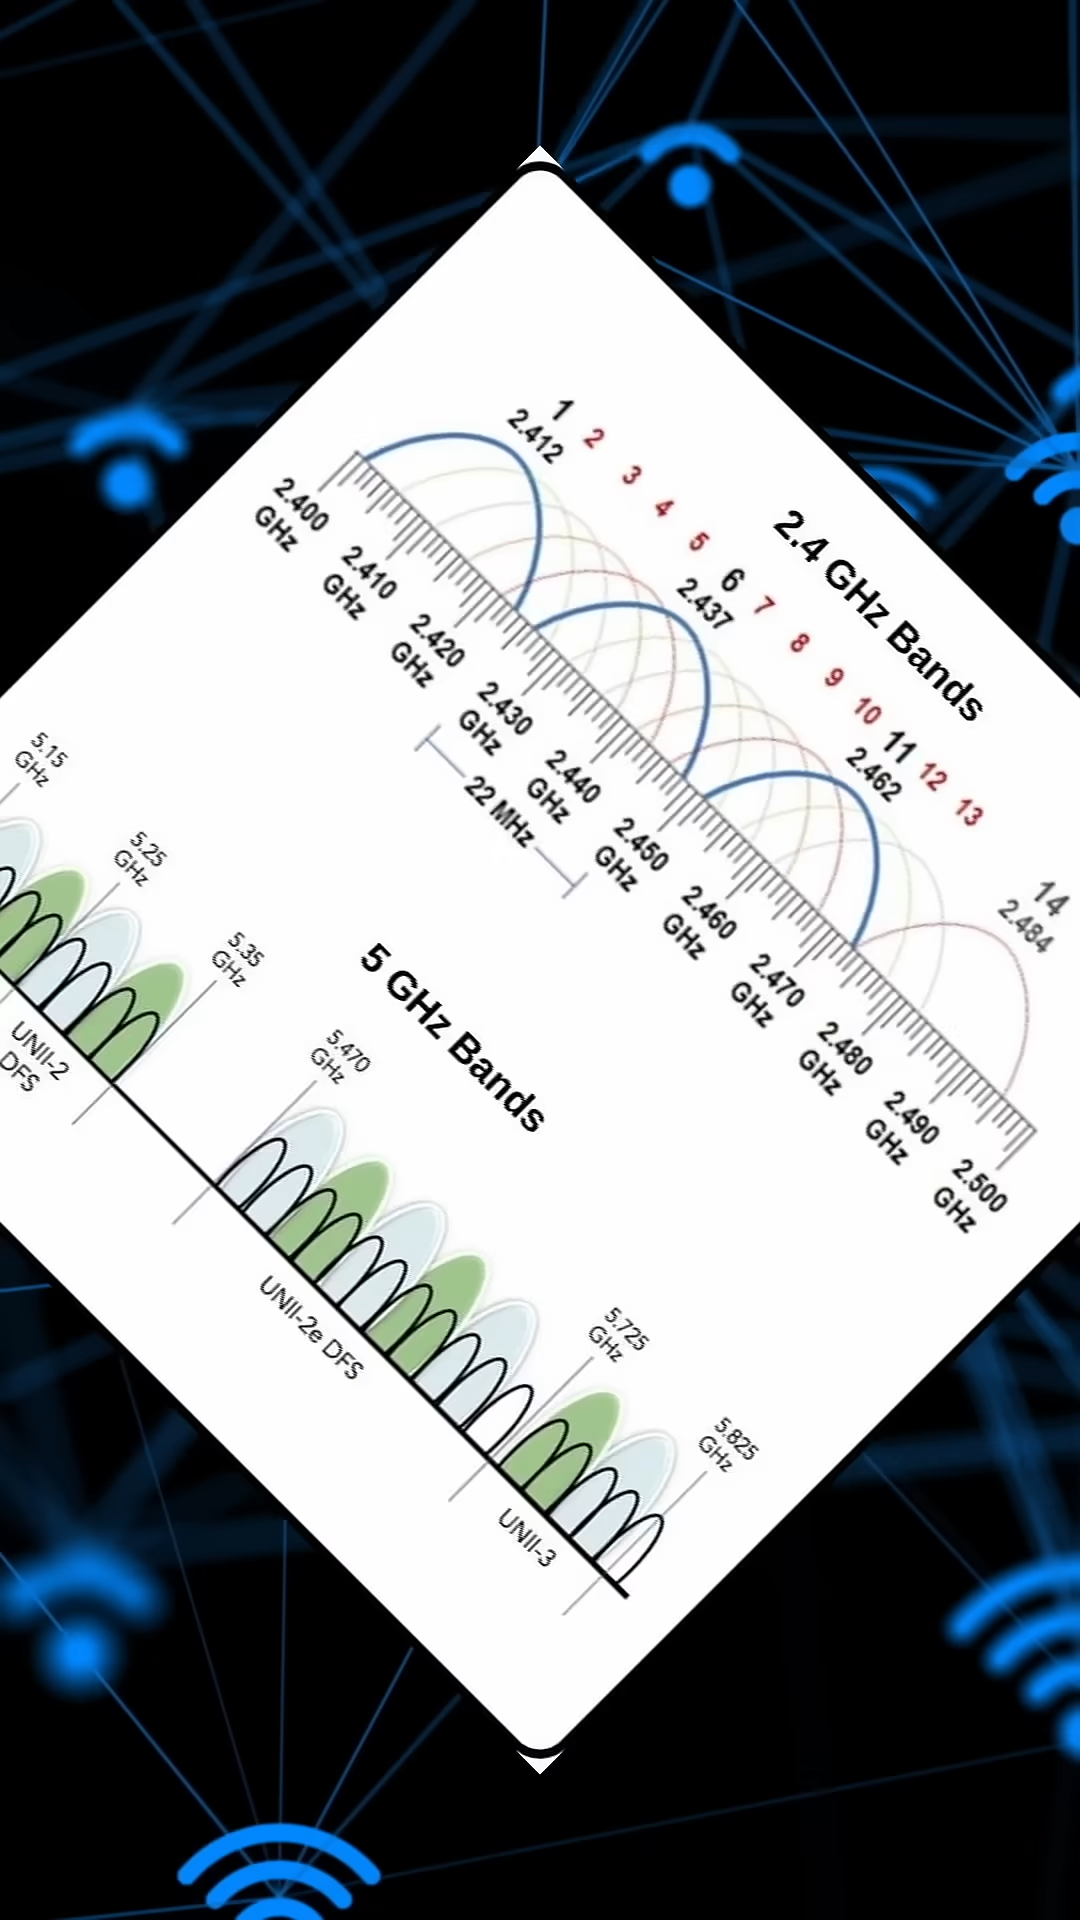 2.4 GHz Bands
1 2 3 4 5 6 7 8 9 10 11 12 13 14
2.412 2.437 2.462 2.484
2.400 2.410 2.420 2.430 2.440 2.450 2.460 2.470 2.480 2.490 2.500
GHz GHz GHz GHz GHz GHz GHz GHz GHz GHz GHz
22 MHz
5 GHz Bands
5.15 5.25 5.35 5.470 5.725 5.825
GHz GHz GHz GHz GHz GHz
UNII-2 UNII-2e DFS UNII-3
DFS